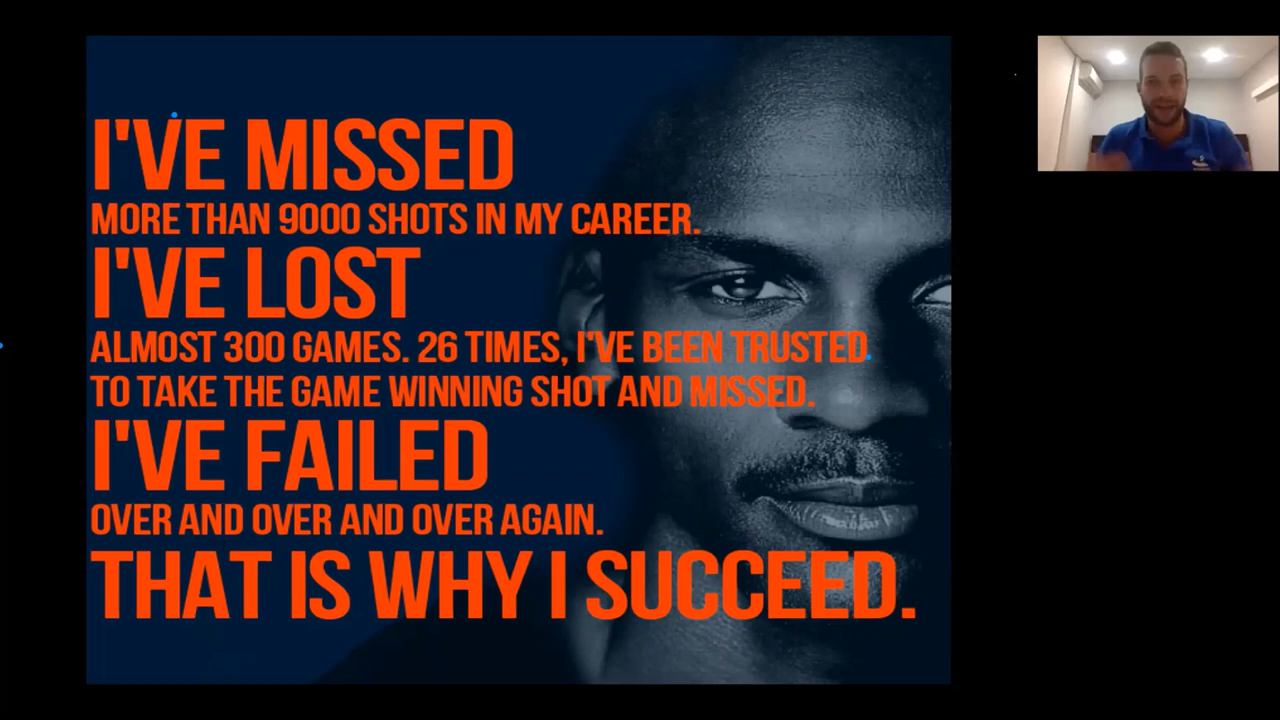 I'VE MISSED
MORE THAN 9000 SHOTS IN MY CAREER.
I'VE LOST
ALMOST 300 GAMES. 26 TIMES, I'VE BEEN TRUSTED
TO TAKE THE GAME WINNING SHOT AND MISSED.
I'VE FAILED
OVER AND OVER AND OVER AGAIN.
THAT IS WHY I SUCCEED.